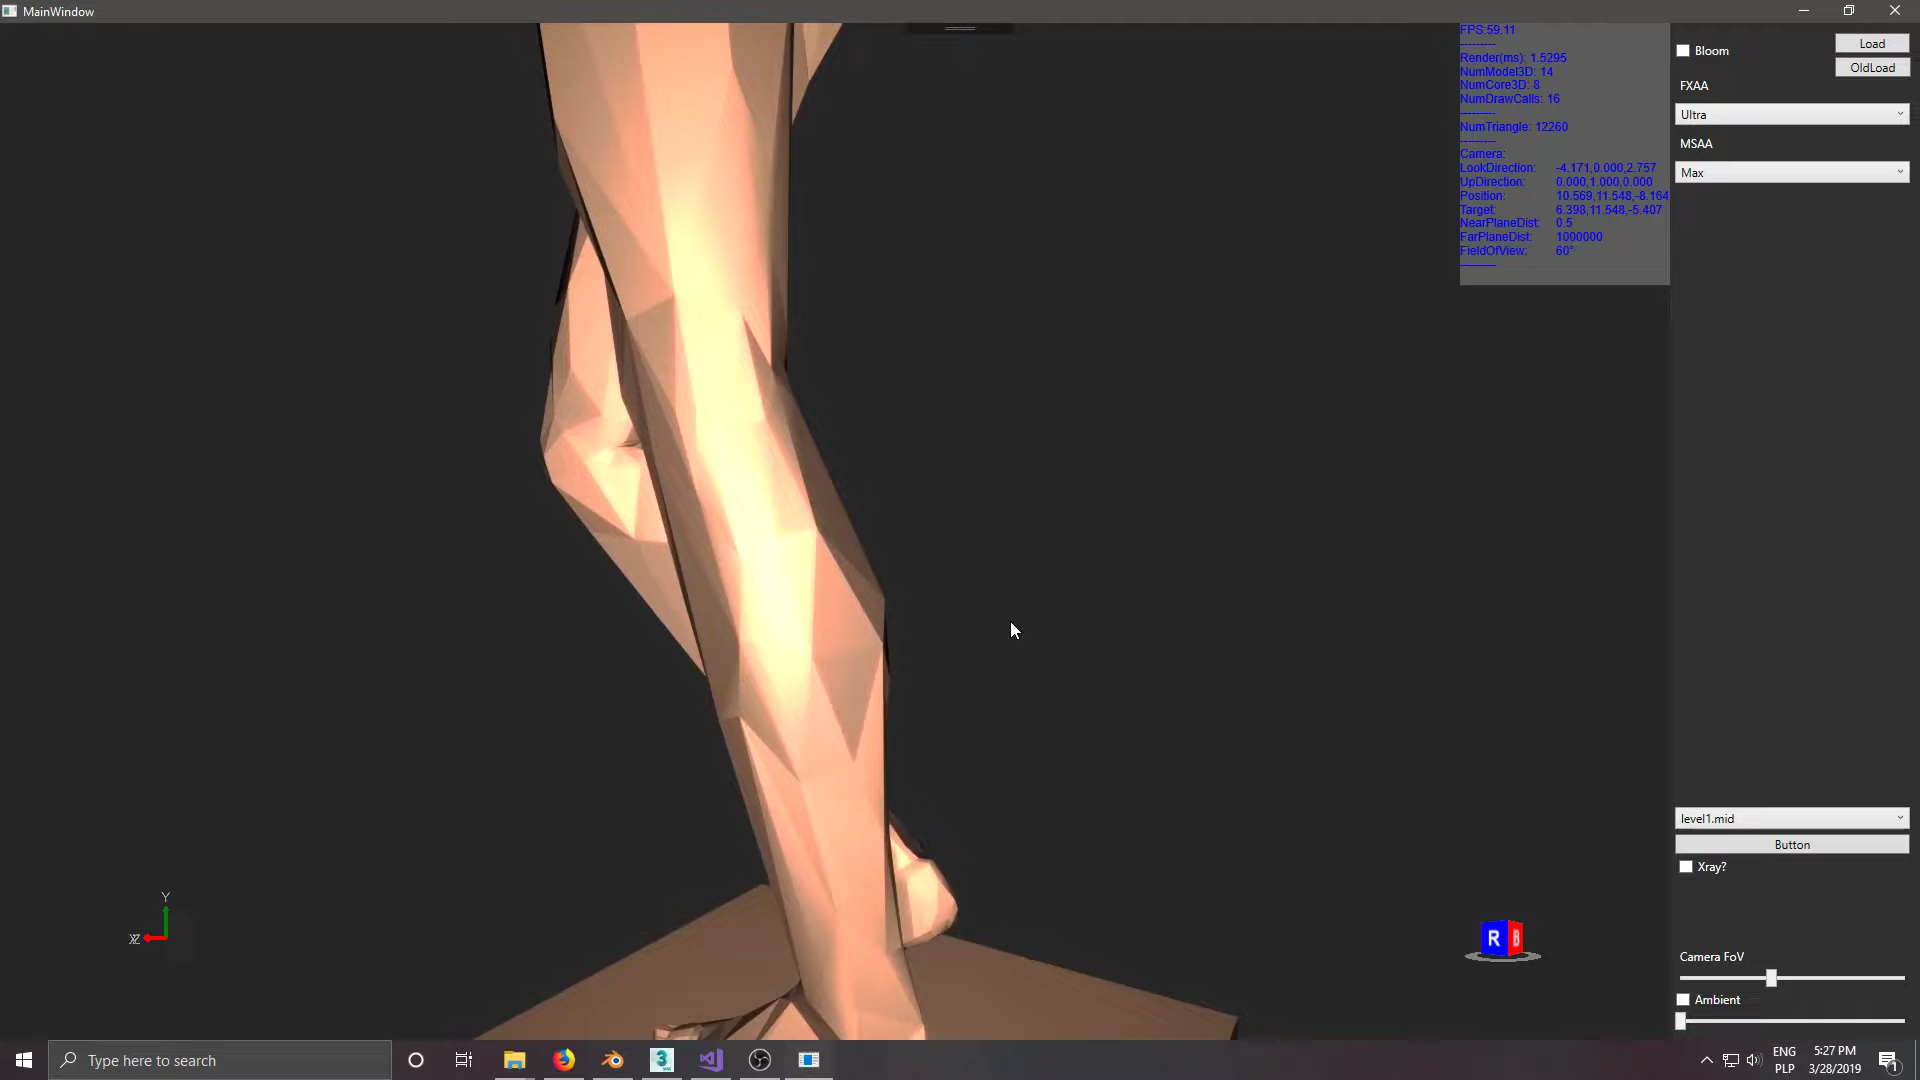 MainWindow
FPS:59.11
----------
Render(ms): 1.5295
NumModel3D: 14
NumCore3D: 8
NumDrawCalls: 16
----------
NumTriangle: 12260
----------
Camera:
LookDirection: -4.171,0.000,2.757
UpDirection: 0.000,1.000,0.000
Position: 10.569,11.548,-8.164
Target: 6.398,11.548,-5.407
NearPlaneDist: 0.5
FarPlaneDist: 1000000
FieldOfView: 60°
----------
Bloom
Load
OldLoad
FXAA
Ultra
MSAA
Max
level1.mid
Button
Xray?
Camera FoV
Ambient
Y
R B
Type here to search
3
ENG
PLP
5:27 PM
3/28/2019
1